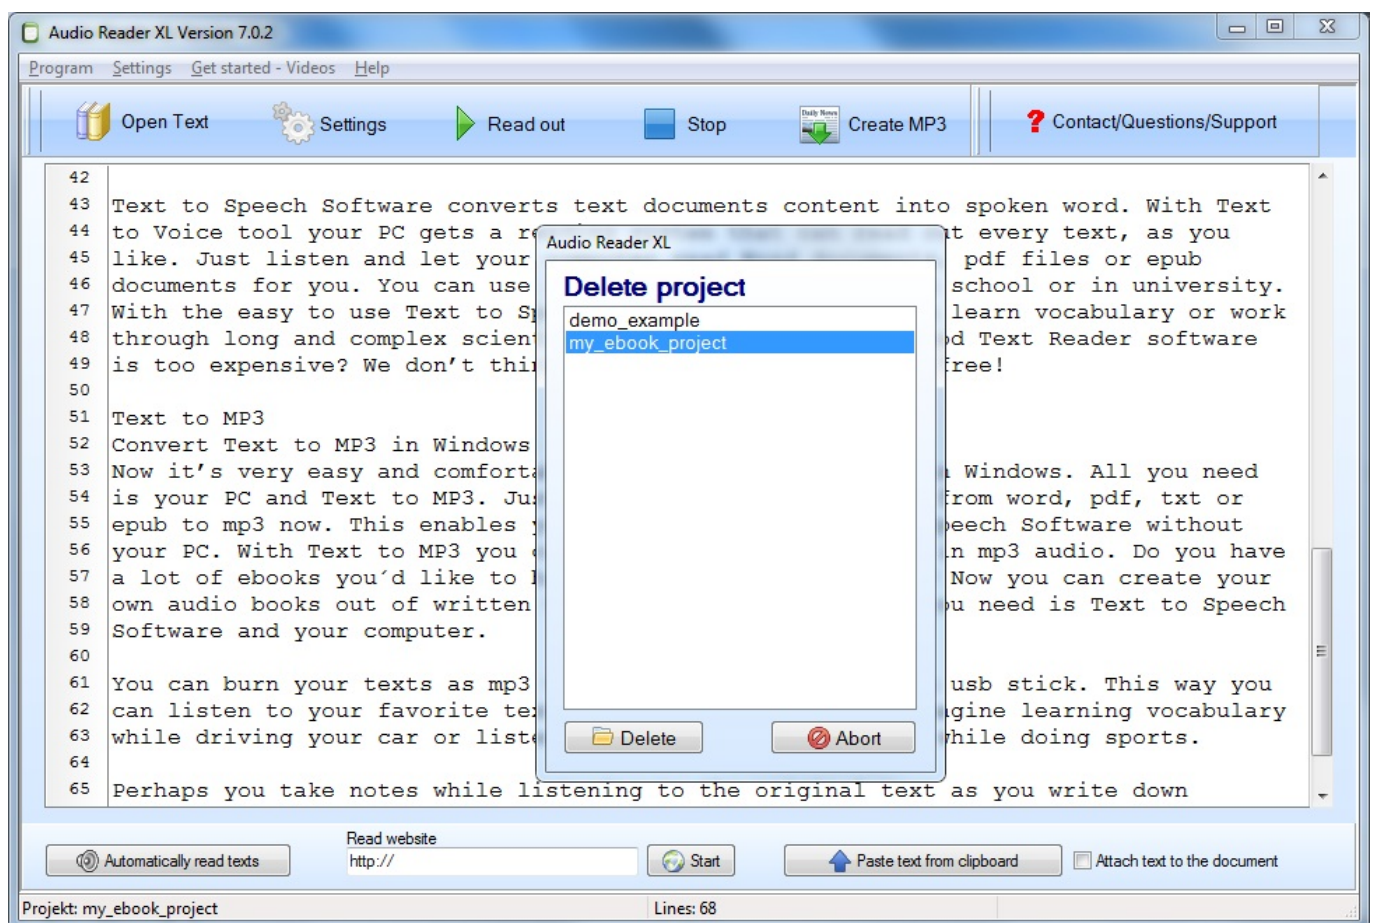 Audio Reader XL Version 7.0.2
Program Settings Get started - Videos Help
Open Text Settings Read out Stop Daily News Create MP3 ? Contact/Questions/Support
42
43 Text to Speech Software converts text documents content into spoken word. With Text
44 to Voice tool your PC gets a every text, as you
45 like. Just listen and let your pdf files or epub
46 documents for you. You can use school or in university.
47 With the easy to use Text to learn vocabulary or work
48 through long and complex Text Reader software
49 is too expensive? We don't free!
50
51 Text to MP3
52 Convert Text to MP3 in Windows
53 Now it's very easy and Windows. All you need
54 is your PC and Text to MP3. from word, pdf, txt or
55 epub to mp3 now. This enables Software without
56 your PC. With Text to MP3 you in mp3 audio. Do you have
57 a lot of ebooks you´d like to Now you can create your
58 own audio books out of written need is Text to Speech
59 Software and your computer.
60
61 You can burn your texts as mp3 usb stick. This way you
62 can listen to your favorite learning vocabulary
63 while driving your car or while doing sports.
64
65 Perhaps you take notes while listening to the original text as you write down
Audio Reader XL
Delete project
demo_example
my_ebook_project
Delete Abort
Read website
Automatically read texts http:// Start Paste text from clipboard Attach text to the document
Projekt: my_ebook_project Lines: 68